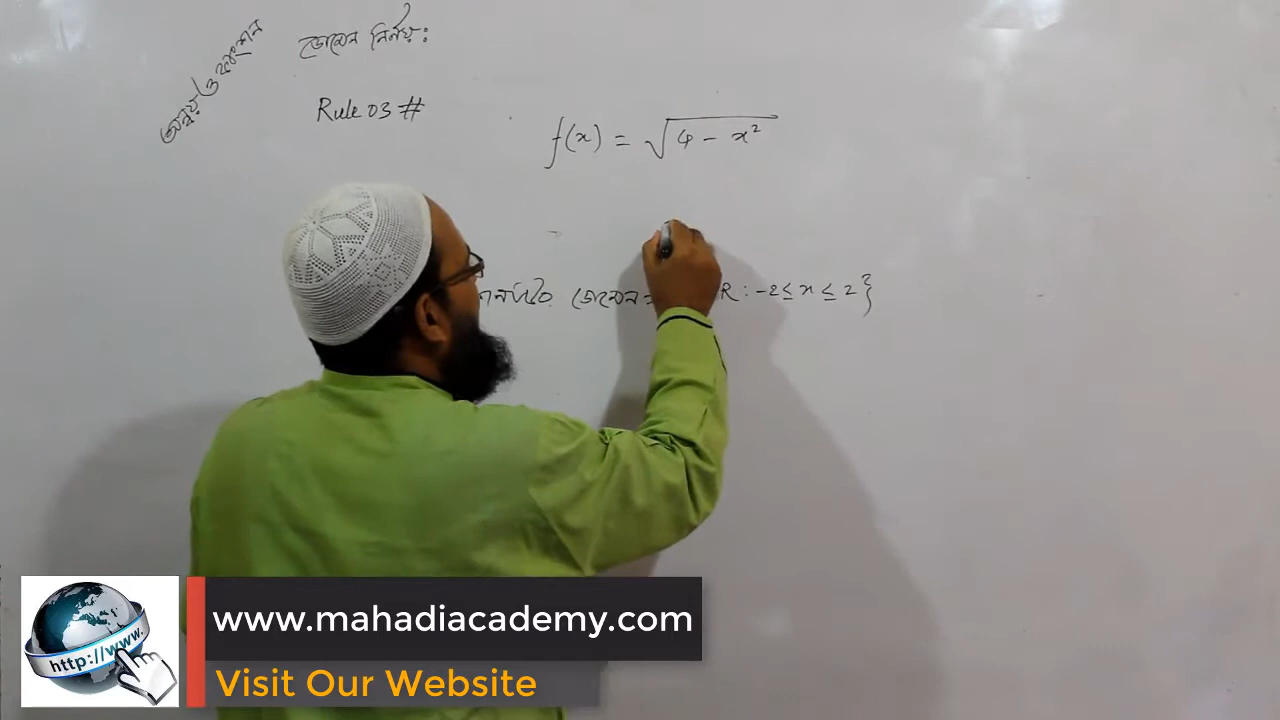 অন্বয় ও ফাংশন
ডোমেন নির্ণয়:
Rule 03 #
f(x) = √4 - x²
ডোমেন =
R : -2 ≤ x ≤ 2}
http://www.
www.mahadiacademy.com
Visit Our Website